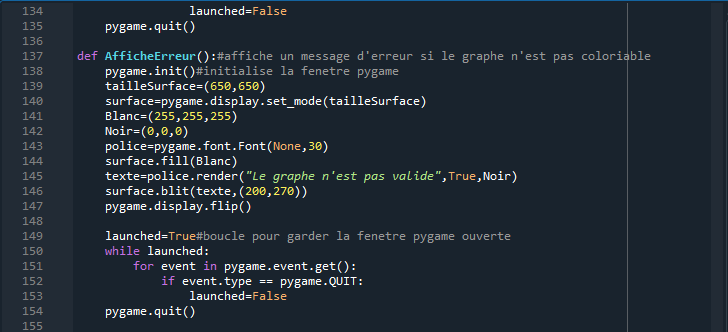 134                 launched=False
135     pygame.quit()
136
137 def AfficheErreur():#affiche un message d'erreur si le graphe n'est pas coloriable
138     pygame.init()#initialise la fenetre pygame
139     tailleSurface=(650,650)
140     surface=pygame.display.set_mode(tailleSurface)
141     Blanc=(255,255,255)
142     Noir=(0,0,0)
143     police=pygame.font.Font(None,30)
144     surface.fill(Blanc)
145     texte=police.render("Le graphe n'est pas valide",True,Noir)
146     surface.blit(texte,(200,270))
147     pygame.display.flip()
148
149     launched=True#boucle pour garder la fenetre pygame ouverte
150     while launched:
151         for event in pygame.event.get():
152             if event.type == pygame.QUIT:
153                 launched=False
154     pygame.quit()
155